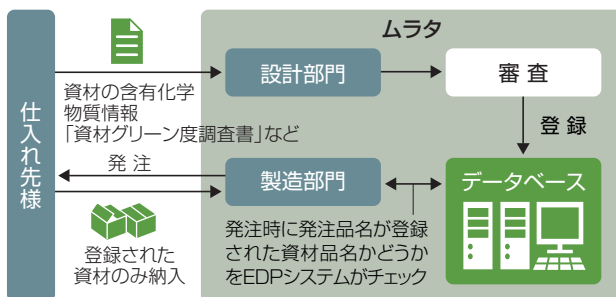 ムラタ
仕入れ先様
資材の含有化学
物質情報
「資材グリーン度調査書」など
設計部門
審 査
登 録
発 注
製造部門
データベース
登録された
資材のみ納入
発注時に発注品名が登録
された資材品名かどうか
をEDPシステムがチェック